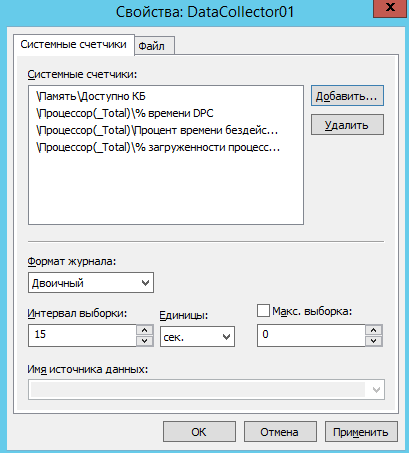 Свойства: DataCollector01
x
Системные счетчики
Файл
Системные счетчики:
\Память\Доступно КБ
\Процессор(_Total)\% времени DPC
\Процессор(_Total)\Процент времени бездейс...
\Процессор(_Total)\% загруженности процесс...
Добавить...
Удалить
Формат журнала:
Двоичный
Интервал выборки:
Единицы:
Макс. выборка:
15
сек.
0
Имя источника данных:
ОК
Отмена
Применить